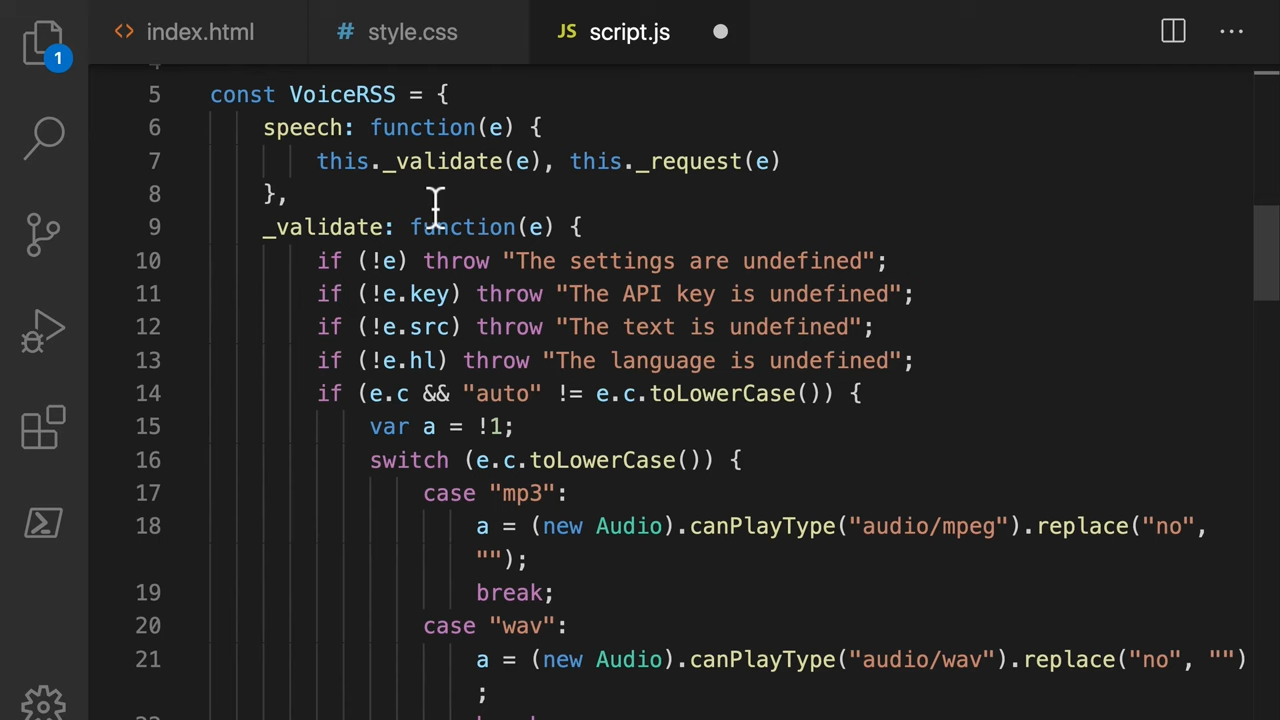 index.html
# style.css
JS script.js
1
4
5 const VoiceRSS = {
6 speech: function(e) {
7 this._validate(e), this._request(e)
8 },
9 _validate: function(e) {
10 if (!e) throw "The settings are undefined";
11 if (!e.key) throw "The API key is undefined";
12 if (!e.src) throw "The text is undefined";
13 if (!e.hl) throw "The language is undefined";
14 if (e.c && "auto" != e.c.toLowerCase()) {
15 var a = !1;
16 switch (e.c.toLowerCase()) {
17 case "mp3":
18 a = (new Audio).canPlayType("audio/mpeg").replace("no",
"");
19 break;
20 case "wav":
21 a = (new Audio).canPlayType("audio/wav").replace("no", "")
;